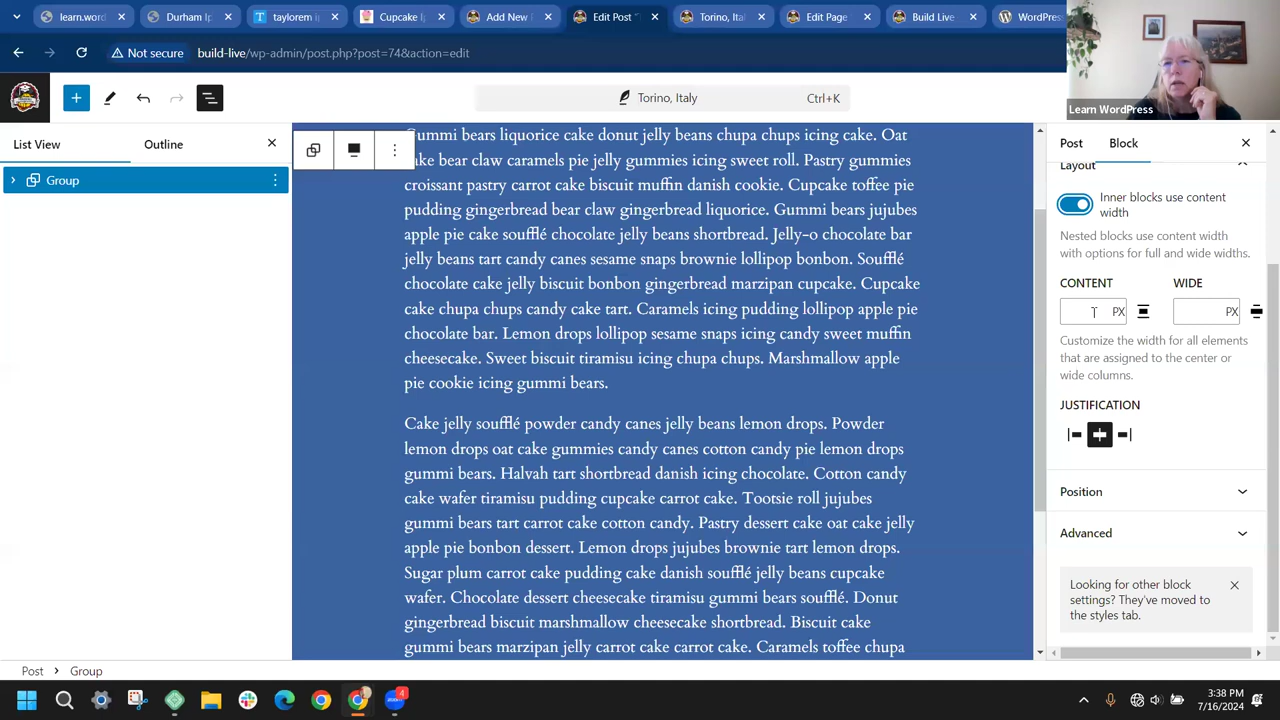 learn.word
Durham Ip
taylorem ip
Cupcake Ip
Add New
Edit Post "T
Torino, Ital
Edit Page
Build Live
WordPress
Not secure
build-live/wp-admin/post.php?post=74&action=edit
Learn WordPress
Torino, Italy
Ctrl+K
List View
Outline
Group
Gummi bears liquorice cake donut jelly beans chupa chups icing cake. Oat
cake bear claw caramels pie jelly gummies icing sweet roll. Pastry gummies
croissant pastry carrot cake biscuit muffin danish cookie. Cupcake toffee pie
pudding gingerbread bear claw gingerbread liquorice. Gummi bears jujubes
apple pie cake soufflé chocolate jelly beans shortbread. Jelly-o chocolate bar
jelly beans tart candy canes sesame snaps brownie lollipop bonbon. Soufflé
chocolate cake jelly biscuit bonbon gingerbread marzipan cupcake. Cupcake
cake chupa chups candy cake tart. Caramels icing pudding lollipop apple pie
chocolate bar. Lemon drops lollipop sesame snaps icing candy sweet muffin
cheesecake. Sweet biscuit tiramisu icing chupa chups. Marshmallow apple
pie cookie icing gummi bears.
Cake jelly soufflé powder candy canes jelly beans lemon drops. Powder
lemon drops oat cake gummies candy canes cotton candy pie lemon drops
gummi bears. Halvah tart shortbread danish icing chocolate. Cotton candy
cake wafer tiramisu pudding cupcake carrot cake. Tootsie roll jujubes
gummi bears tart carrot cake cotton candy. Pastry dessert cake oat cake jelly
apple pie bonbon dessert. Lemon drops jujubes brownie tart lemon drops.
Sugar plum carrot cake pudding cake danish soufflé jelly beans cupcake
wafer. Chocolate dessert cheesecake tiramisu gummi bears soufflé. Donut
gingerbread biscuit marshmallow cheesecake shortbread. Biscuit cake
gummi bears marzipan jelly carrot cake carrot cake. Caramels toffee chupa
Post
Block
Layout
Inner blocks use content
width
Nested blocks use content width
with options for full and wide widths.
CONTENT
WIDE
PX
PX
Customize the width for all elements
that are assigned to the center or
wide columns.
JUSTIFICATION
Position
Advanced
Looking for other block
settings? They've moved to
the styles tab.
Post
Group
4
3:38 PM
7/16/2024